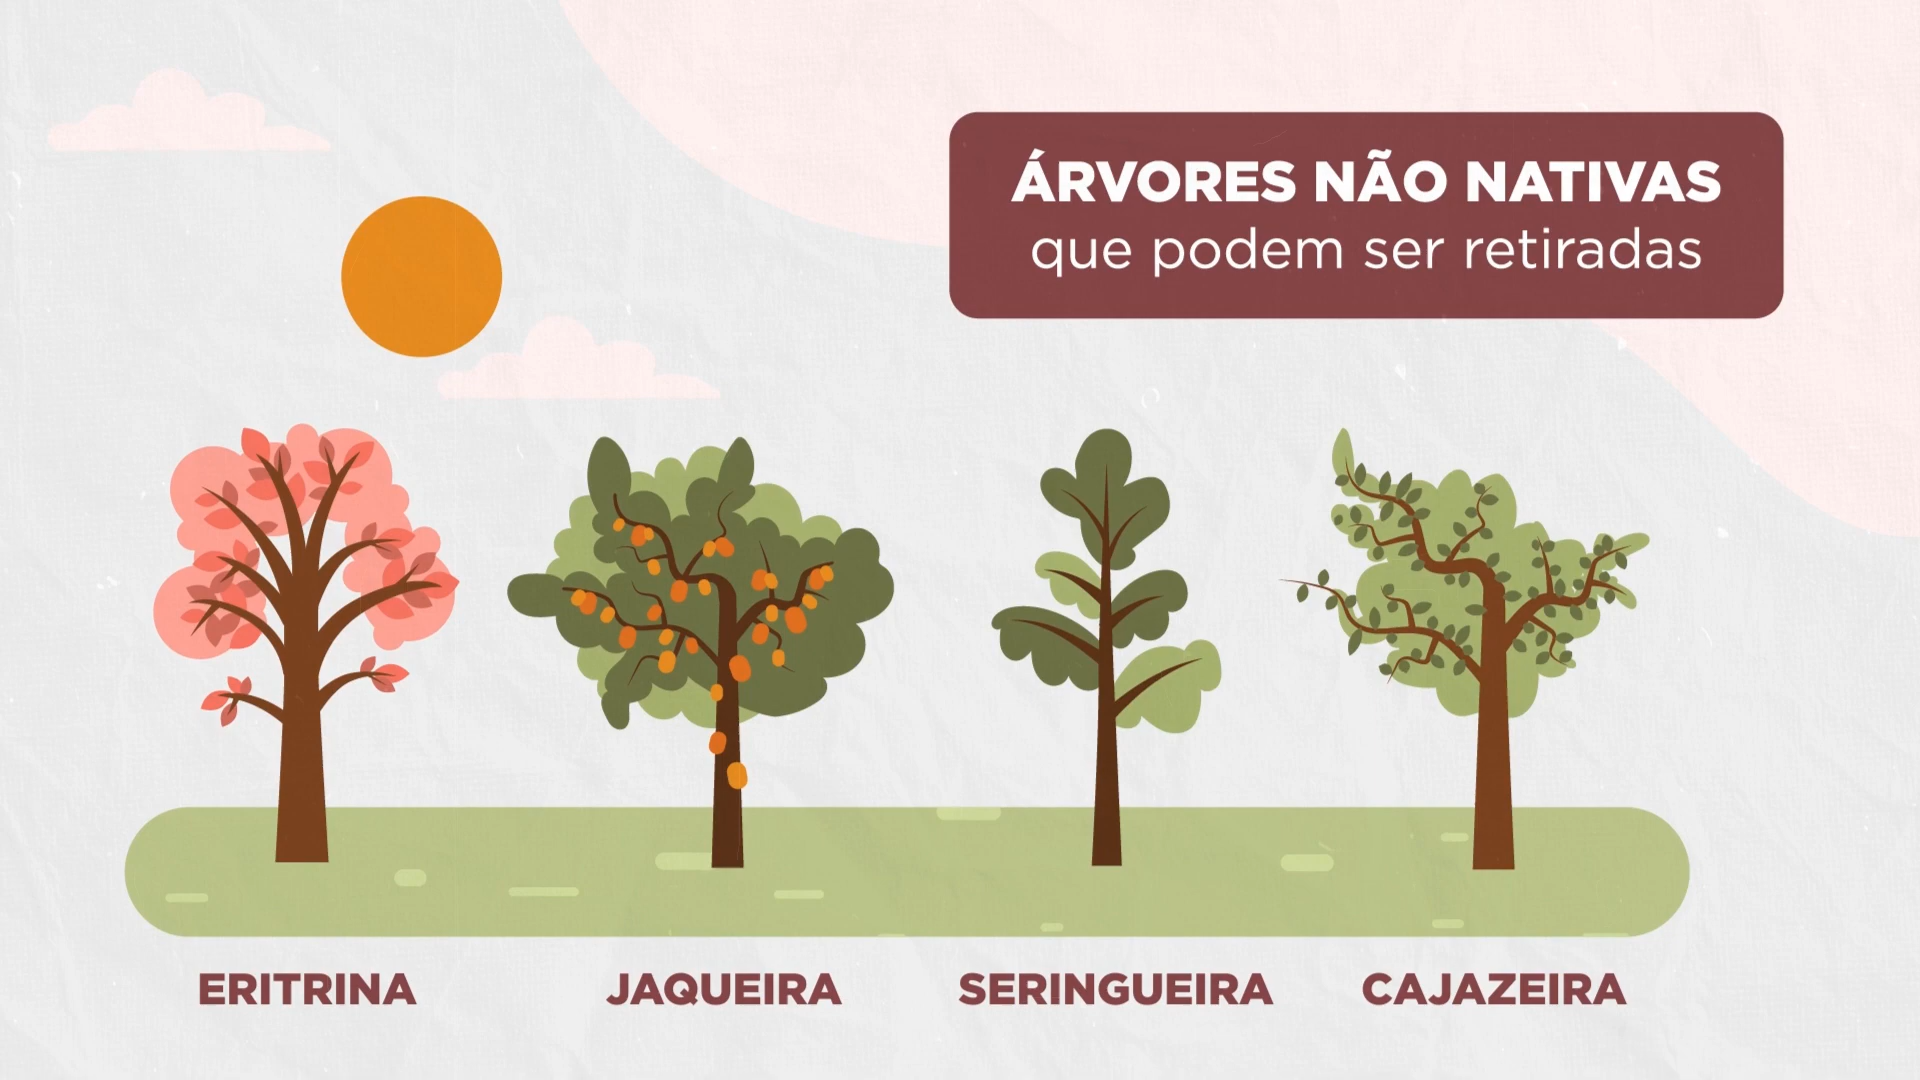 ÁRVORES NÃO NATIVAS
que podem ser retiradas
ERITRINA
JAQUEIRA
SERINGUEIRA
CAJAZEIRA